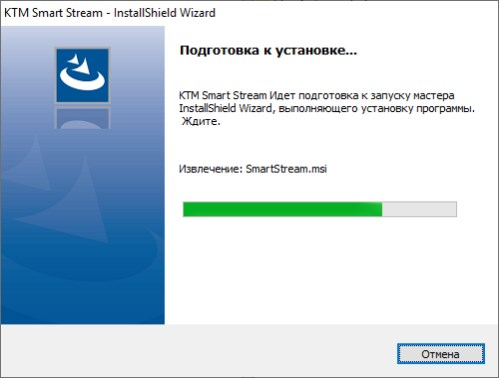 KTM Smart Stream - InstallShield Wizard
Подготовка к установке...
KTM Smart Stream Идет подготовка к запуску мастера
InstallShield Wizard, выполняющего установку программы.
Ждите.
Извлечение: SmartStream.msi
Отмена